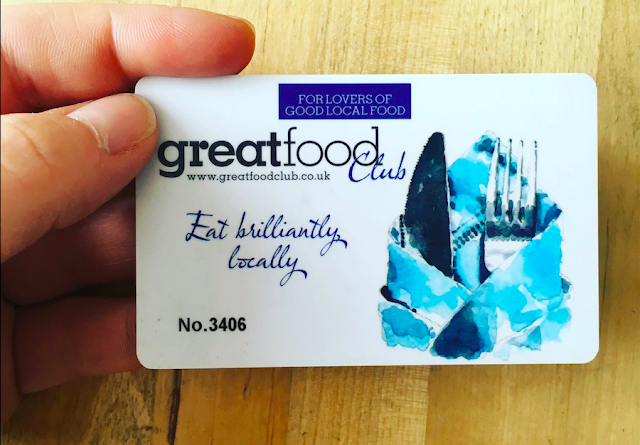 FOR LOVERS OF
GOOD LOCAL FOOD
greatfood
Club
www.greatfoodclub.co.uk
Eat brilliantly,
locally
No.3406